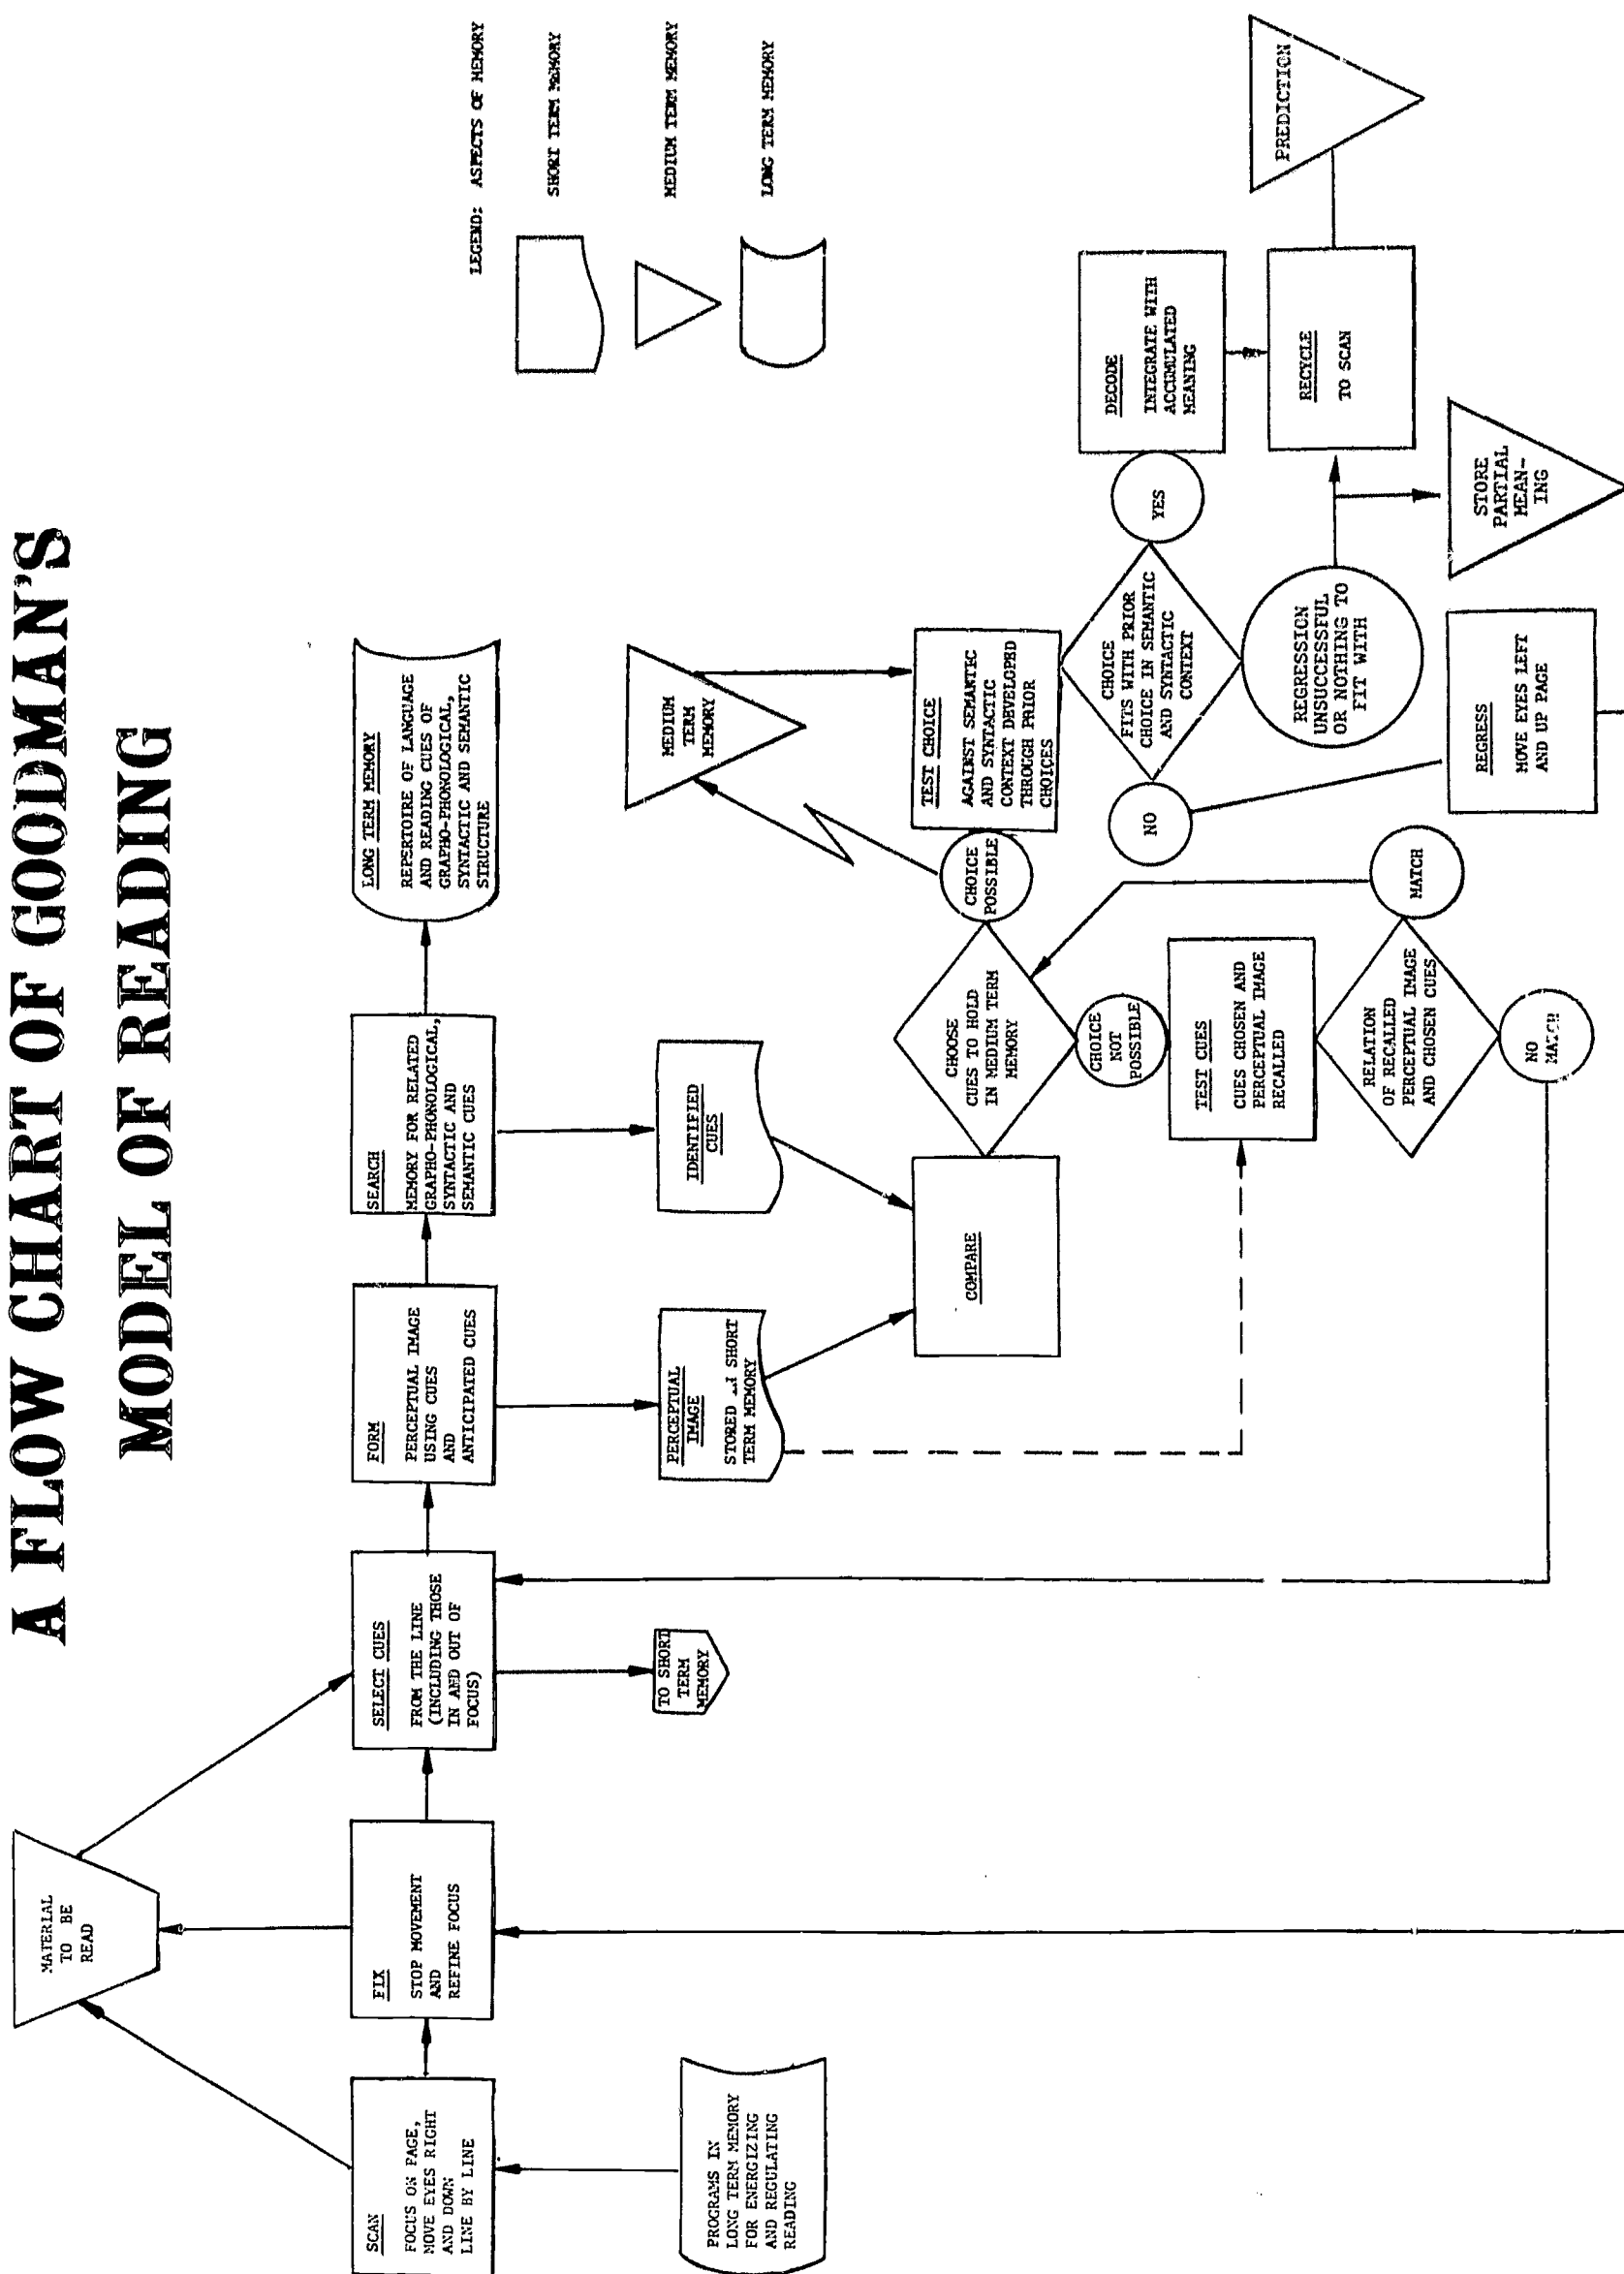 A FLOW CHART OF GOODMAN'S
MODEL OF READING
LEGEND: ASPECTS OF MEMORY
SHORT TERM MEMORY
MEDIUM TERM MEMORY
LONG TERM MEMORY
MATERIAL
TO BE
READ
SCAN
FOCUS ON PAGE,
MOVE EYES RIGHT
AND DOWN
LINE BY LINE
FIX
STOP MOVEMENT
AND
REFINE FOCUS
SELECT CUES
FROM THE LINE
(INCLUDING THOSE
IN AND OUT OF
FOCUS)
FORM
PERCEPTUAL IMAGE
USING CUES
AND
ANTICIPATED CUES
SEARCH
MEMORY FOR RELATED
GRAPHO-PHONOLOGICAL,
SYNTACTIC AND
SEMANTIC CUES
LONG TERM MEMORY
REPERTOIRE OF LANGUAGE
AND READING CUES OF
GRAPHO-PHONOLOGICAL,
SYNTACTIC AND SEMANTIC
STRUCTURE
PROGRAMS IN
LONG TERM MEMORY
FOR ENERGIZING
AND REGULATING
READING
TO SHORT
TERM
MEMORY
PERCEPTUAL
IMAGE
STORED IN SHORT
TERM MEMORY
IDENTIFIED
CUES
MEDIUM
TERM
MEMORY
COMPARE
CHOOSE
CUES TO HOLD
IN MEDIUM TERM
MEMORY
CHOICE
POSSIBLE
TEST CHOICE
AGAINST SEMANTIC
AND SYNTACTIC
CONTEXT DEVELOPED
THROUGH PRIOR
CHOICES
CHOICE
NOT
POSSIBLE
TEST CUES
CUES CHOSEN AND
PERCEPTUAL IMAGE
RECALLED
NO
CHOICE
FITS WITH PRIOR
CHOICE IN SEMANTIC
AND SYNTACTIC
CONTEXT
YES
DECODE
INTEGRATE WITH
ACCUMULATED
MEANING
RELATION
OF RECALLED
PERCEPTUAL IMAGE
AND CHOSEN CUES
MATCH
NO
MATCH
REGRESSION
UNSUCCESSFUL
OR NOTHING TO
FIT WITH
RECYCLE
TO SCAN
PREDICTION
REGRESS
MOVE EYES LEFT
AND UP PAGE
STORE
PARTIAL
MEAN-
ING